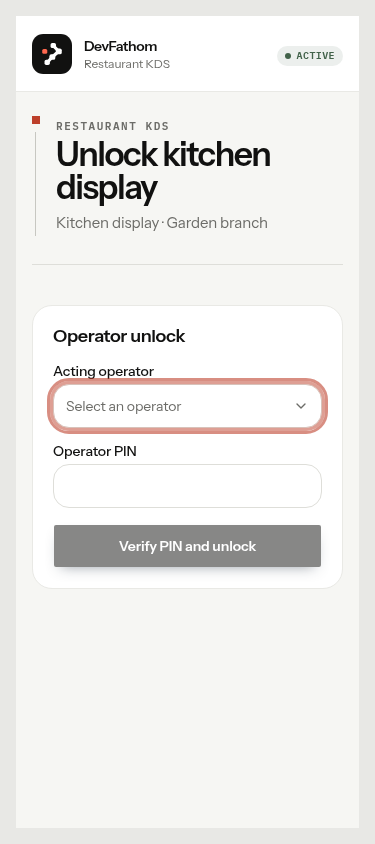 DevFathom
Restaurant KDS
ACTIVE
RESTAURANT KDS
Unlock kitchen
display
Kitchen display · Garden branch
Operator unlock
Acting operator
Select an operator
Operator PIN
Verify PIN and unlock